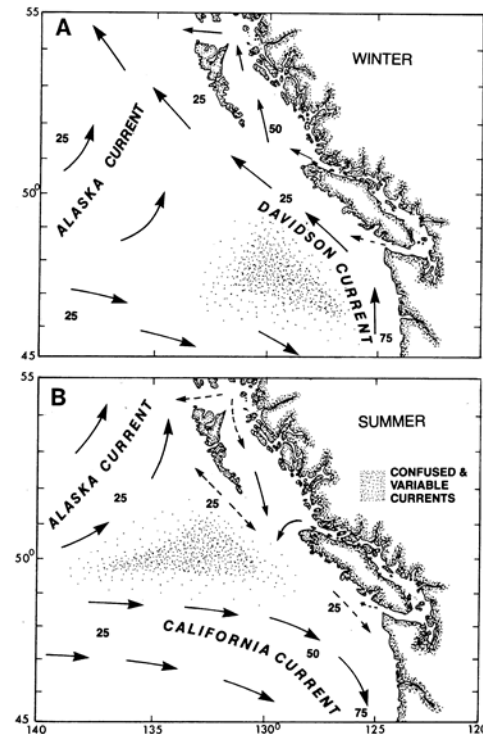 55
A
WINTER
25
50
25
ALASKA CURRENT
50°
25
DAVIDSON CURRENT
25
75
45
55
B
SUMMER
ALASKA CURRENT
CONFUSED &
VARIABLE
CURRENTS
25
25
50°
25
25
CALIFORNIA CURRENT
50
75
45
140
135
130°
125
120